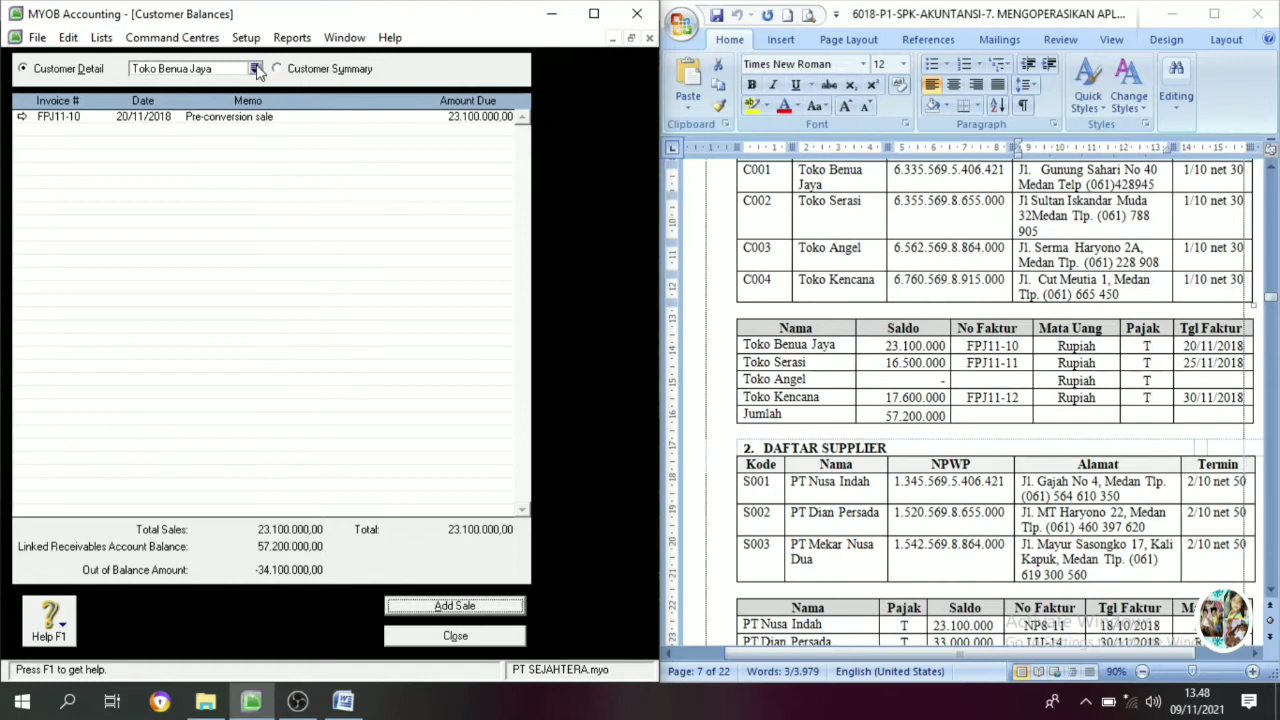 MYOB Accounting - [Customer Balances]
File Edit Lists Command Centres Setup Reports Window Help
Customer Detail Toko Benua Jaya Customer Summary
Invoice # Date Memo Amount Due
FPJ11-10 20/11/2018 Pre-conversion sale 23.100.000,00
Total Sales: 23.100.000,00 Total: 23.100.000,00
Linked Receivables Account Balance: 57.200.000,00
Out of Balance Amount: -34.100.000,00
Help F1
Add Sale
Close
Press F1 to get help. PT SEJAHTERA.myo
6018-P1-SPK-AKUNTANSI-7. MENGOPERASIKAN APL...
Home Insert Page Layout References Mailings Review View Design Layout
Times New Roman 12
Paste
Quick Styles
Change Styles
Editing
Clipboard Font Paragraph Styles
C001 Toko Benua Jaya 6.335.569.5.406.421 Jl. Gunung Sahari No 40 Medan Telp (061)428945 1/10 net 30
C002 Toko Serasi 6.355.569.8.655.000 Jl Sultan Iskandar Muda 32Medan Tlp. (061) 788 905 1/10 net 30
C003 Toko Angel 6.562.569.8.864.000 Jl. Serma Haryono 2A, Medan Tlp. (061) 228 908 1/10 net 30
C004 Toko Kencana 6.760.569.8.915.000 Jl. Cut Meutia 1, Medan Tlp. (061) 665 450 1/10 net 30
Nama Saldo No Faktur Mata Uang Pajak Tgl Faktur
Toko Benua Jaya 23.100.000 FPJ11-10 Rupiah T 20/11/2018
Toko Serasi 16.500.000 FPJ11-11 Rupiah T 25/11/2018
Toko Angel - Rupiah T
Toko Kencana 17.600.000 FPJ11-12 Rupiah T 30/11/2018
Jumlah 57.200.000
2. DAFTAR SUPPLIER
Kode Nama NPWP Alamat Termin
S001 PT Nusa Indah 1.345.569.5.406.421 Jl. Gajah No 4, Medan Tlp. (061) 564 610 350 2/10 net 50
S002 PT Dian Persada 1.520.569.8.655.000 Jl. MT Haryono 22, Medan Tlp. (061) 460 397 620 2/10 net 50
S003 PT Mekar Nusa Dua 1.542.569.8.864.000 Jl. Mayur Sasongko 17, Kali Kapuk, Medan Tlp. (061) 619 300 560 2/10 net 50
Nama Pajak Saldo No Faktur Tgl Faktur
PT Nusa Indah T 23.100.000 NP8-11 18/10/2018
PT Dian Persada T 33.000.000 30/11/2018
Activate Windows
Page: 7 of 22 Words: 3/3.979 English (United States) 90%
13.48
09/11/2021